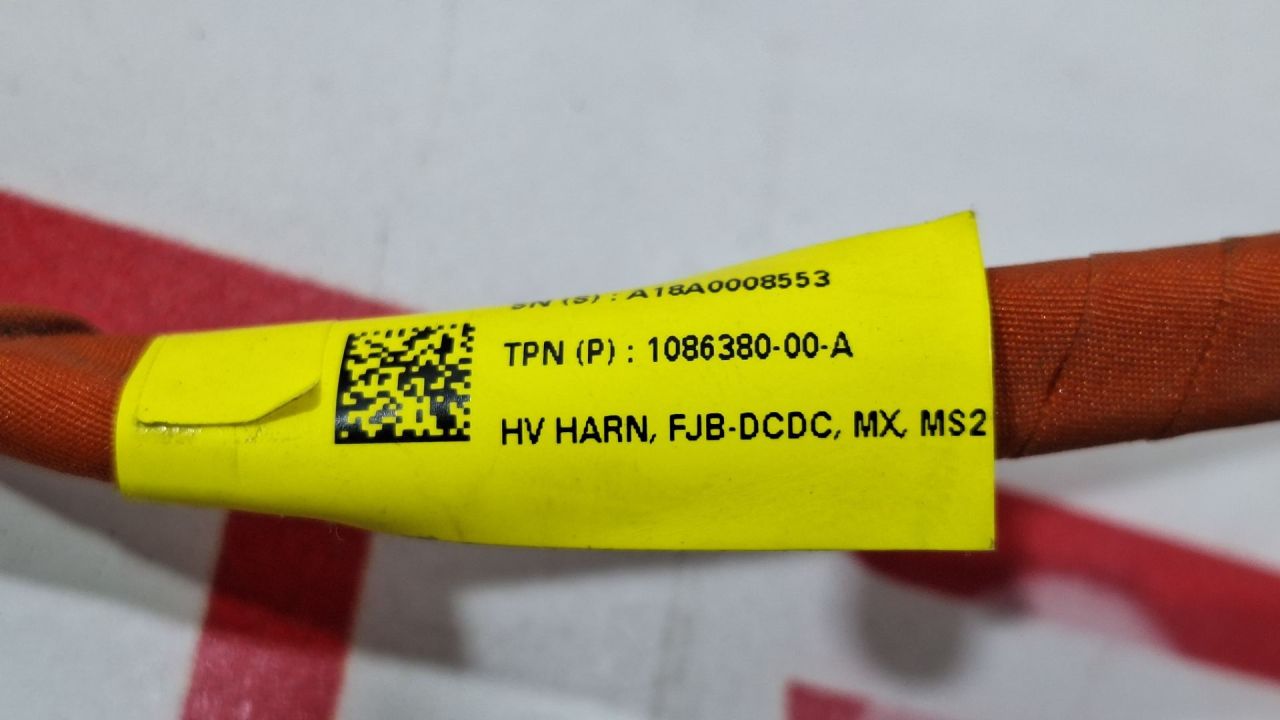 SN (S) : A18A0008553
TPN (P) : 1086380-00-A
HV HARN, FJB-DCDC, MX, MS2